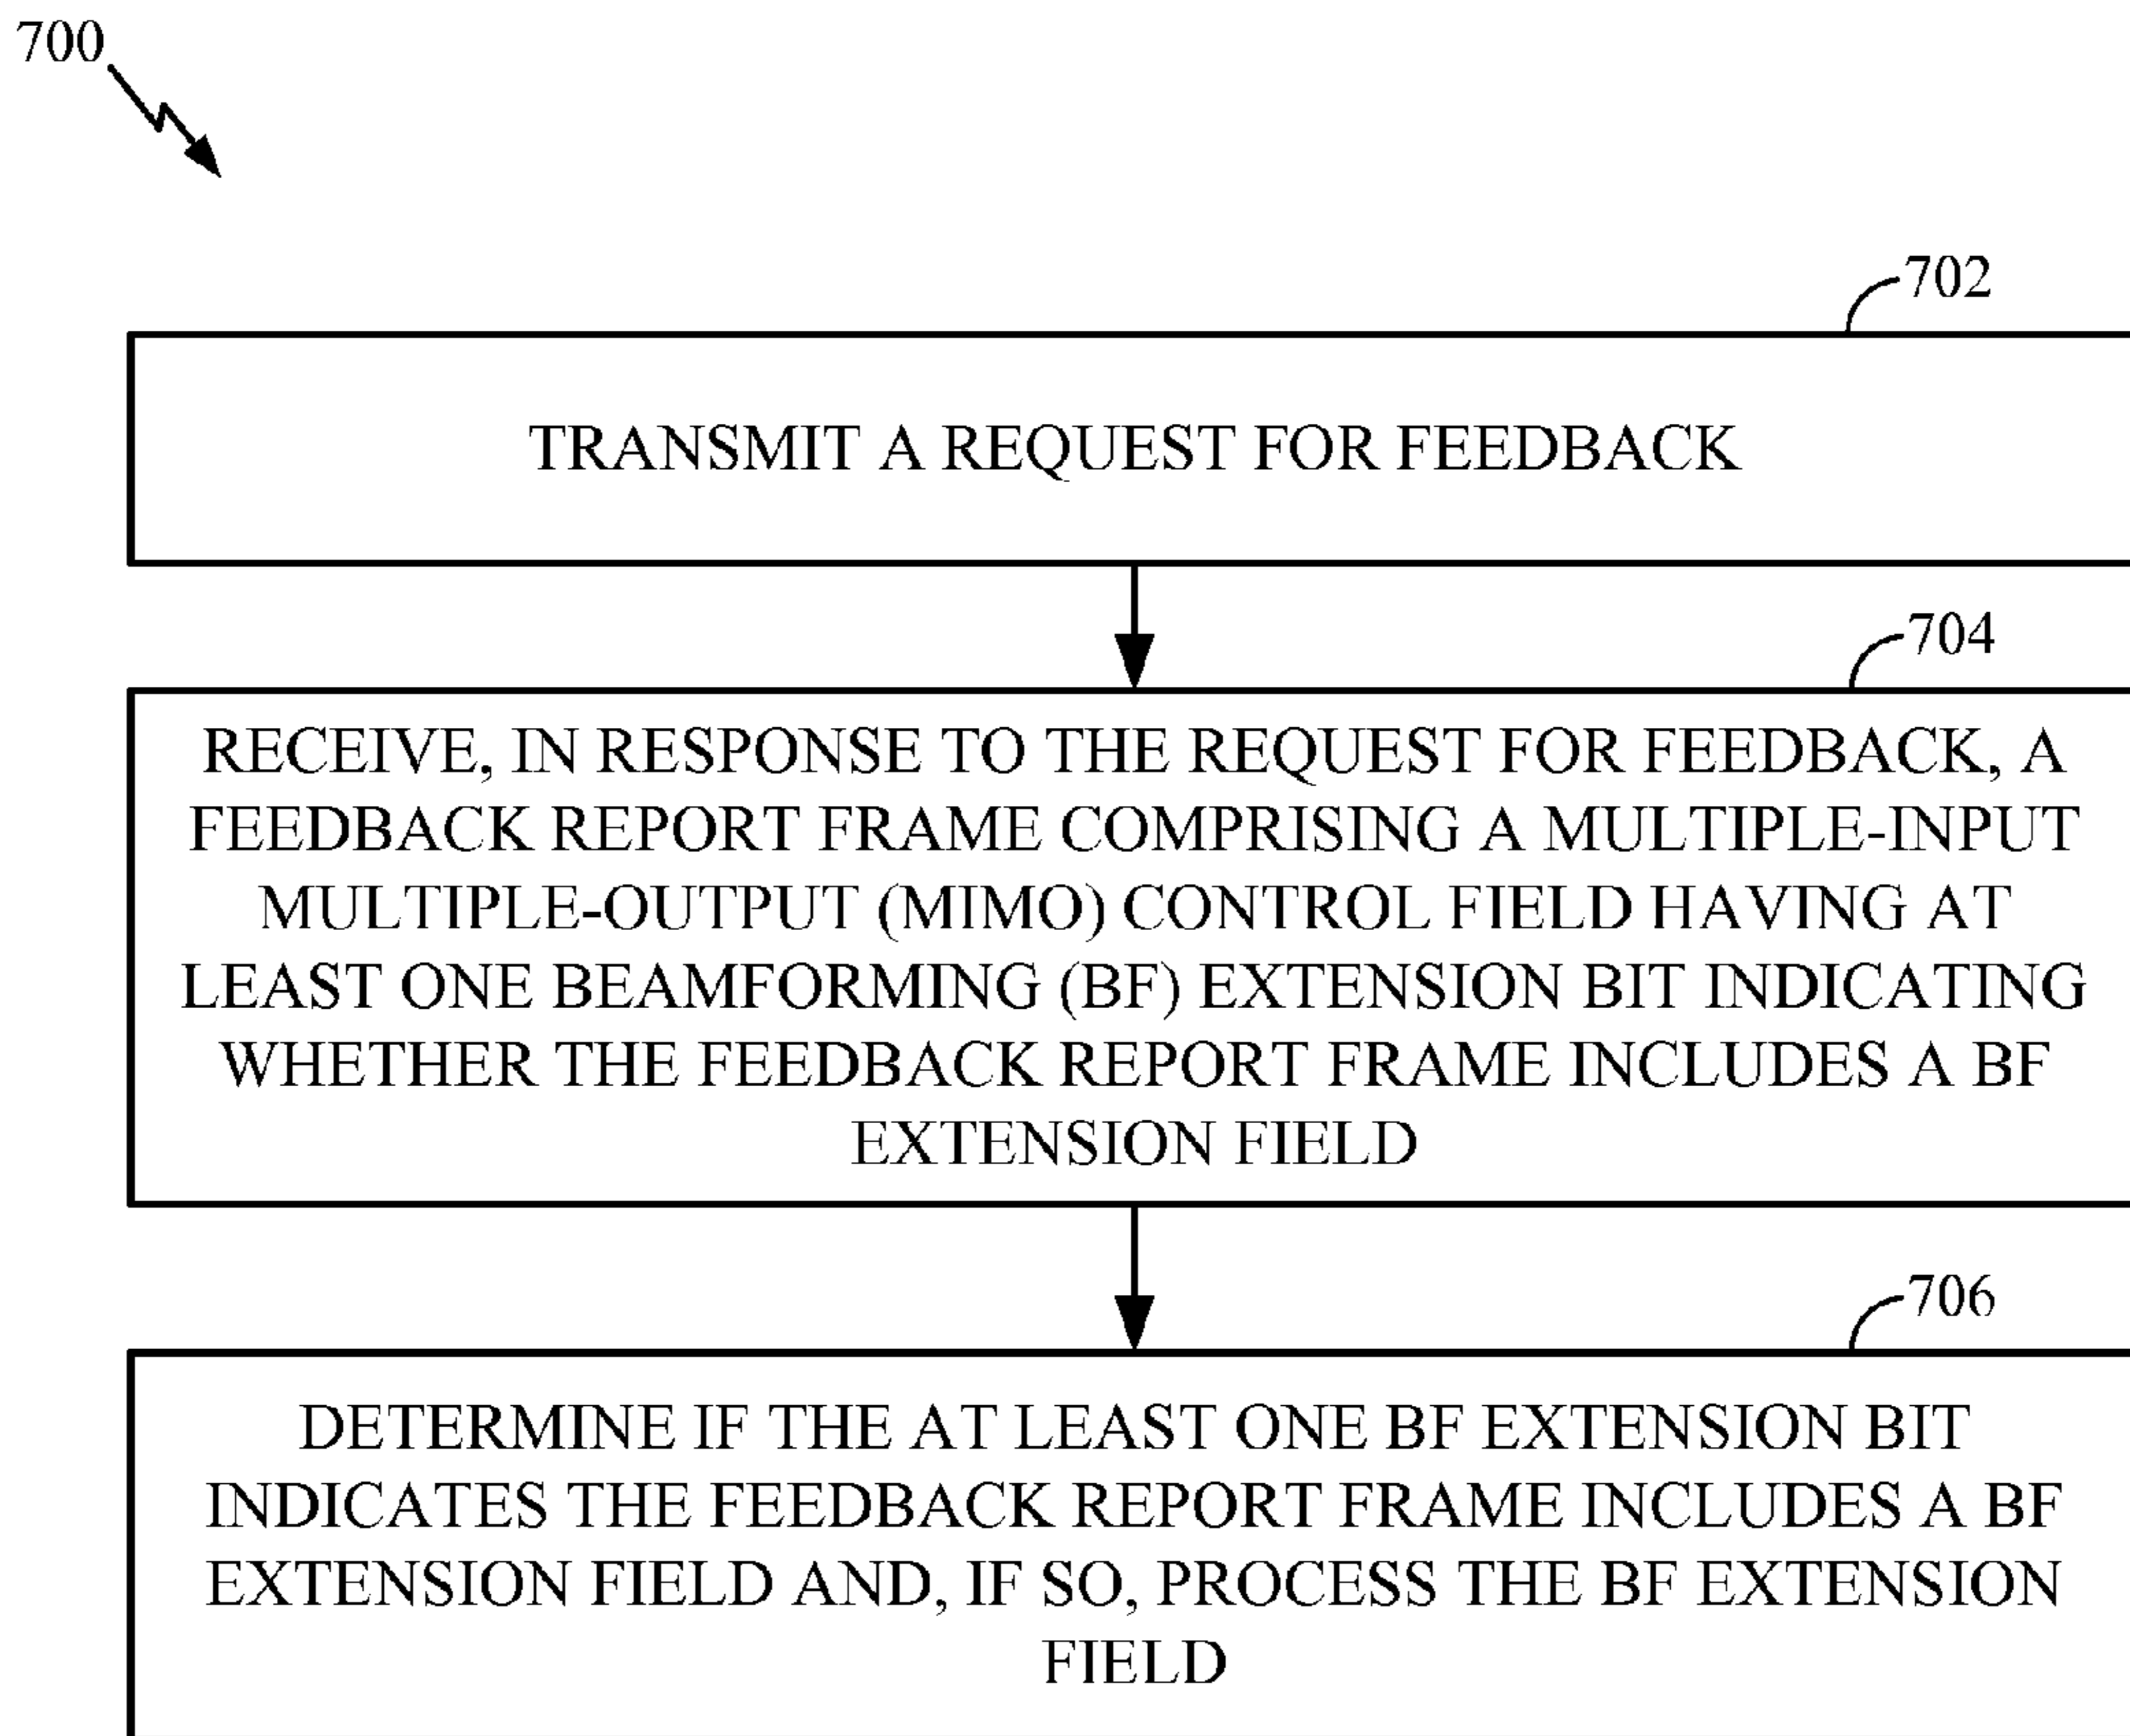 700
702
TRANSMIT A REQUEST FOR FEEDBACK
704
RECEIVE, IN RESPONSE TO THE REQUEST FOR FEEDBACK, A
FEEDBACK REPORT FRAME COMPRISING A MULTIPLE-INPUT
MULTIPLE-OUTPUT (MIMO) CONTROL FIELD HAVING AT
LEAST ONE BEAMFORMING (BF) EXTENSION BIT INDICATING
WHETHER THE FEEDBACK REPORT FRAME INCLUDES A BF
EXTENSION FIELD
706
DETERMINE IF THE AT LEAST ONE BF EXTENSION BIT
INDICATES THE FEEDBACK REPORT FRAME INCLUDES A BF
EXTENSION FIELD AND, IF SO, PROCESS THE BF EXTENSION
FIELD